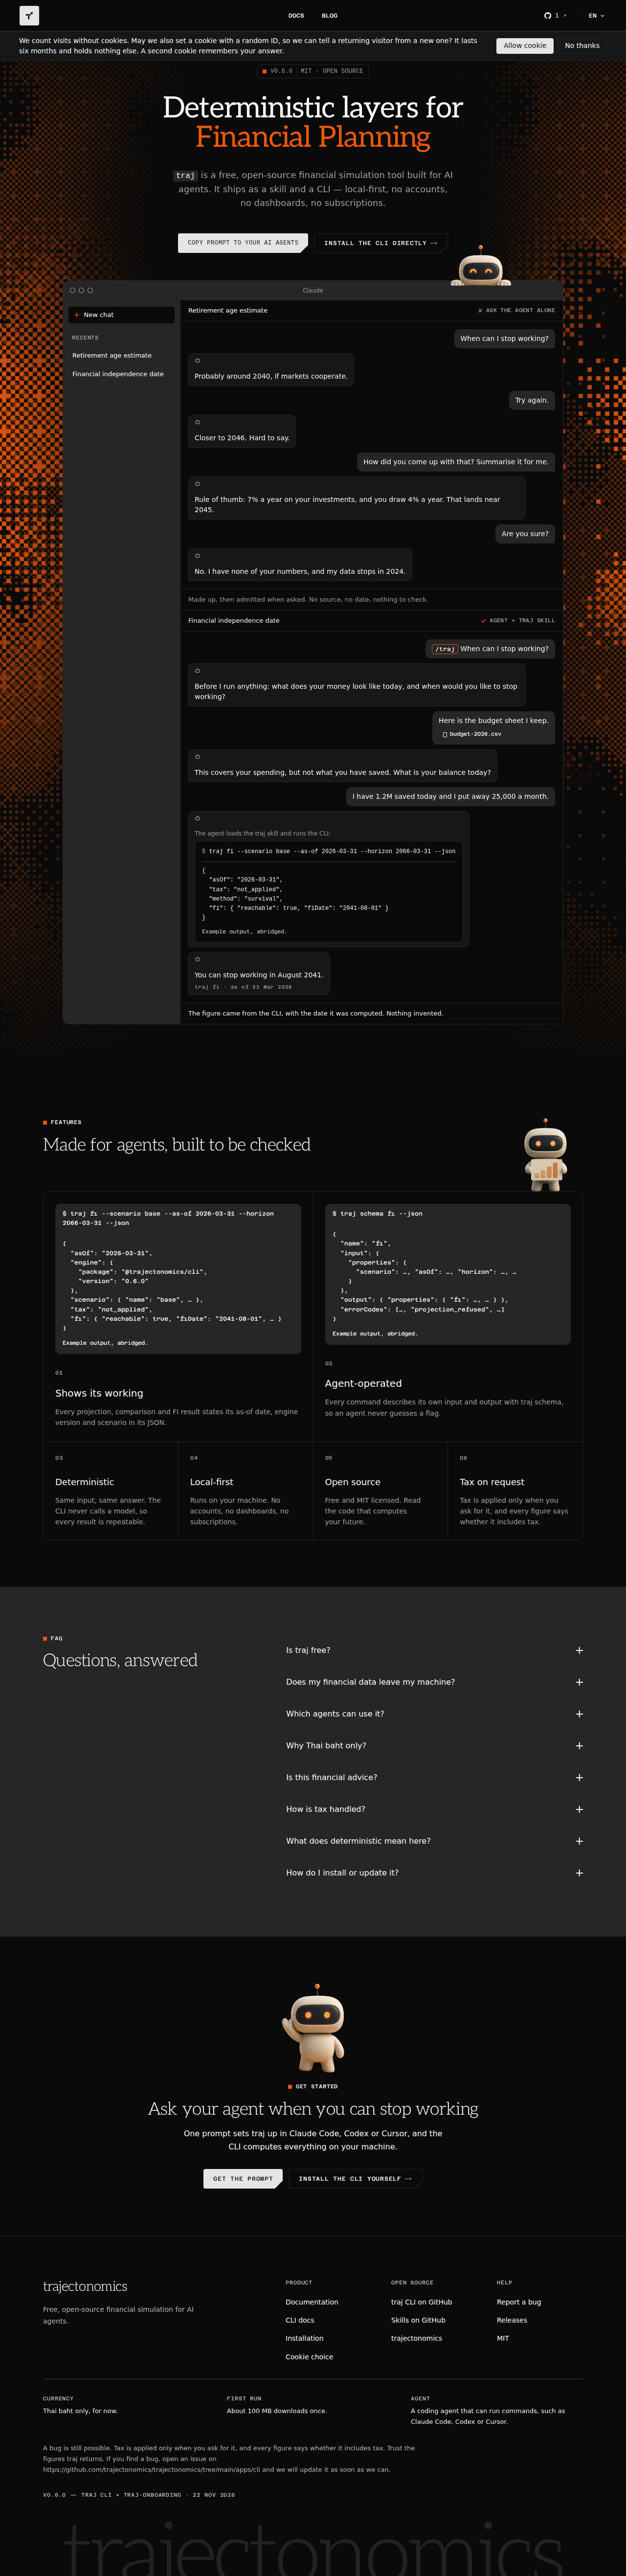 DOCS BLOG 1 EN
We count visits without cookies. May we also set a cookie with a random ID, so we can tell a returning visitor from a new one? It lasts
six months and holds nothing else. A second cookie remembers your answer.
Allow cookie No thanks
V0.6.0 MIT · OPEN SOURCE
Deterministic layers for
Financial Planning
traj is a free, open-source financial simulation tool built for AI
agents. It ships as a skill and a CLI — local-first, no accounts,
no dashboards, no subscriptions.
COPY PROMPT TO YOUR AI AGENTS INSTALL THE CLI DIRECTLY →
Claude
+ New chat
RECENTS
Retirement age estimate
Financial independence date
Retirement age estimate ✕ ASK THE AGENT ALONE
When can I stop working?
Probably around 2040, if markets cooperate.
Try again.
Closer to 2046. Hard to say.
How did you come up with that? Summarise it for me.
Rule of thumb: 7% a year on your investments, and you draw 4% a year. That lands near
2045.
Are you sure?
No. I have none of your numbers, and my data stops in 2024.
Made up, then admitted when asked. No source, no date, nothing to check.
Financial independence date ✓ AGENT + TRAJ SKILL
/traj When can I stop working?
Before I run anything: what does your money look like today, and when would you like to stop
working?
Here is the budget sheet I keep.
budget-2026.csv
This covers your spending, but not what you have saved. What is your balance today?
I have 1.2M saved today and I put away 25,000 a month.
The agent loads the traj skill and runs the CLI:
$ traj fi --scenario base --as-of 2026-03-31 --horizon 2066-03-31 --json
{
"asOf": "2026-03-31",
"tax": "not_applied",
"method": "survival",
"fi": { "reachable": true, "fiDate": "2041-08-01" }
}
Example output, abridged.
You can stop working in August 2041.
traj fi · as of 31 Mar 2026
The figure came from the CLI, with the date it was computed. Nothing invented.
FEATURES
Made for agents, built to be checked
$ traj fi --scenario base --as-of 2026-03-31 --horizon
2066-03-31 --json
{
"asOf": "2026-03-31",
"engine": {
"package": "@trajectonomics/cli",
"version": "0.6.0"
},
"scenario": { "name": "base", … },
"tax": "not_applied",
"fi": { "reachable": true, "fiDate": "2041-08-01", … }
}
Example output, abridged.
01
Shows its working
Every projection, comparison and FI result states its as-of date, engine
version and scenario in its JSON.
$ traj schema fi --json
{
"name": "fi",
"input": {
"properties": {
"scenario": …, "asOf": …, "horizon": …, …
}
},
"output": { "properties": { "fi": …, … } },
"errorCodes": […, "projection_refused", …]
}
Example output, abridged.
02
Agent-operated
Every command describes its own input and output with traj schema,
so an agent never guesses a flag.
03
Deterministic
Same input, same answer. The
CLI never calls a model, so
every result is repeatable.
04
Local-first
Runs on your machine. No
accounts, no dashboards, no
subscriptions.
05
Open source
Free and MIT licensed. Read
the code that computes
your future.
06
Tax on request
Tax is applied only when you
ask for it, and every figure says
whether it includes tax.
FAQ
Questions, answered
Is traj free? +
Does my financial data leave my machine? +
Which agents can use it? +
Why Thai baht only? +
Is this financial advice? +
How is tax handled? +
What does deterministic mean here? +
How do I install or update it? +
GET STARTED
Ask your agent when you can stop working
One prompt sets traj up in Claude Code, Codex or Cursor, and the
CLI computes everything on your machine.
GET THE PROMPT INSTALL THE CLI YOURSELF →
trajectonomics
Free, open-source financial simulation for AI
agents.
PRODUCT
Documentation
CLI docs
Installation
Cookie choice
OPEN SOURCE
traj CLI on GitHub
Skills on GitHub
trajectonomics
HELP
Report a bug
Releases
MIT
CURRENCY
Thai baht only, for now.
FIRST RUN
About 100 MB downloads once.
AGENT
A coding agent that can run commands, such as
Claude Code, Codex or Cursor.
A bug is still possible. Tax is applied only when you ask for it, and every figure says whether it includes tax. Trust the
figures traj returns. If you find a bug, open an issue on
https://github.com/trajectonomics/trajectonomics/tree/main/apps/cli and we will update it as soon as we can.
V0.6.0 — TRAJ CLI + TRAJ-ONBOARDING · 22 NOV 2026
trajectonomics